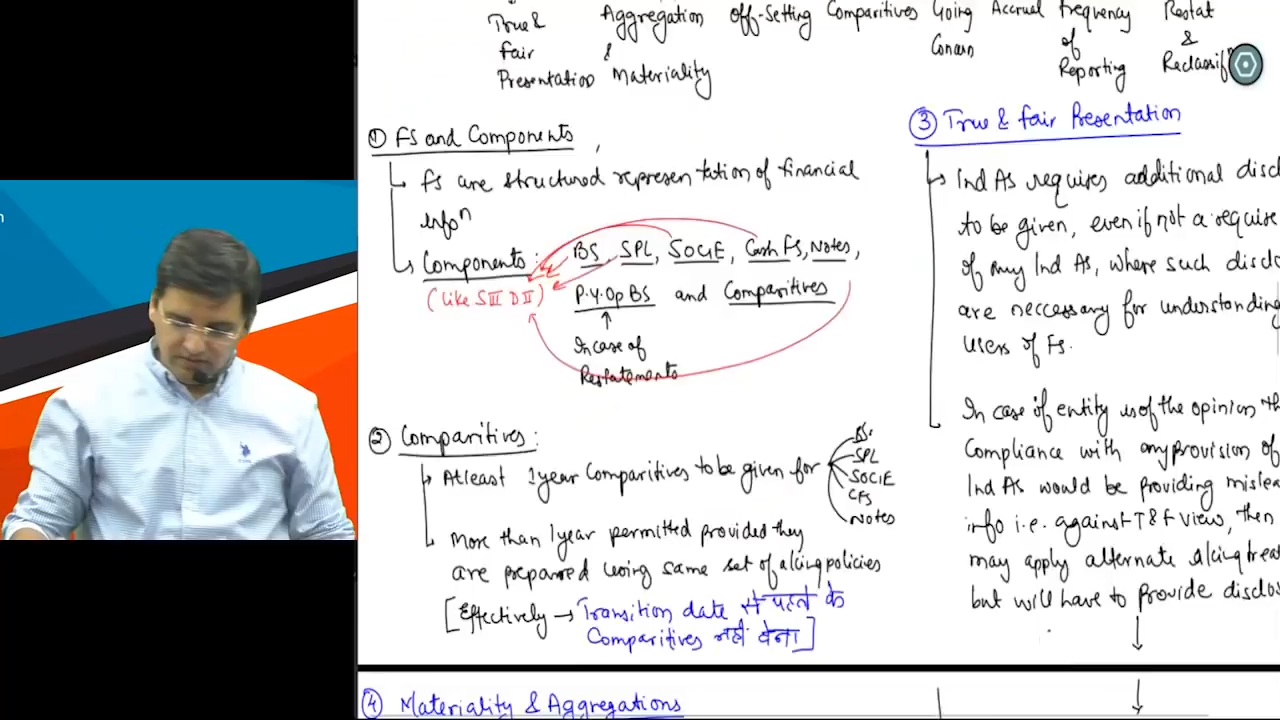 True &
Fair
Presentation
Aggregation
&
Materiality
Off-Setting
Comparitives
Going
Concern
Accrual
Frequency
of
Reporting
Restat
&
Reclassif
n
① FS and Components
FS are structured representation of financial
Infoⁿ
Components : BS, SPL, SOCIE, Cash FS, Notes,
(like SIII DII) P.Y.Op BS and Comparitives
In case of
Restatements
② Comparitives :
Atleast 1 year Comparitives to be given for
BS
SPL
SOCIE
CFS
Notes
More than 1 year permitted provided they
are prepared using same set of a/cing policies
[Effectively → Transition date से पहले के
Comparitives नहीं देना]
③ True & Fair Presentation
Ind As requires additional discl
to be given, even if not a require
of any Ind As, where such disclo
are neccessary for understanding
users of FS.
In case of entity is of the opinion th
Compliance with any provision of
Ind As would be providing mislea
info i.e. against T & F view, then
may apply alternate a/cing treat
but will have to provide disclos
④ Materiality & Aggregations